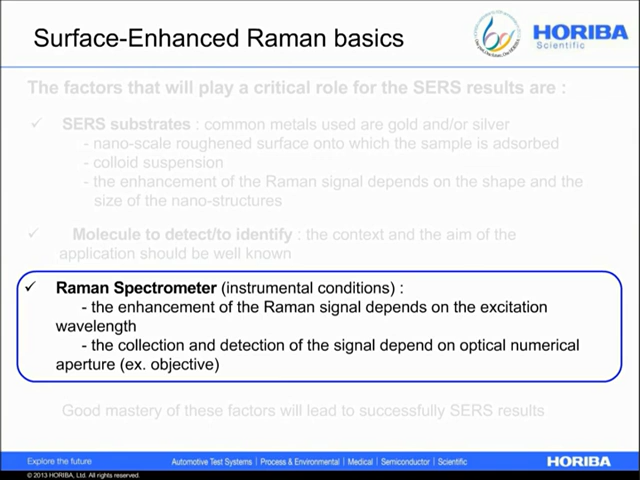 Surface-Enhanced Raman basics
HORIBA
Scientific
The factors that will play a critical role for the SERS results are :
✓ SERS substrates : common metals used are gold and/or silver
- nano-scale roughened surface onto which the sample is adsorbed
- colloid suspension
- the enhancement of the Raman signal depends on the shape and the
size of the nano-structures
✓ Molecule to detect/to identify : the context and the aim of the
application should be well known
✓ Raman Spectrometer (instrumental conditions) :
- the enhancement of the Raman signal depends on the excitation
wavelength
- the collection and detection of the signal depend on optical numerical
aperture (ex. objective)
Good mastery of these factors will lead to successfully SERS results
Explore the future
Automotive Test Systems | Process & Environmental | Medical | Semiconductor | Scientific
HORIBA
© 2013 HORIBA, Ltd. All rights reserved.